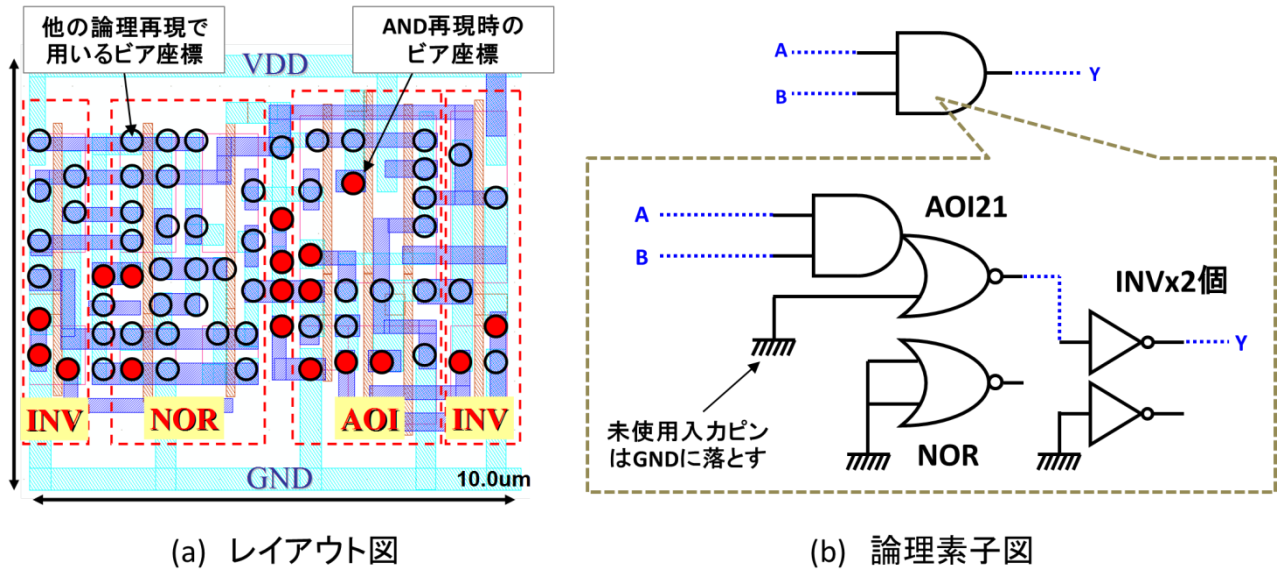 他の論理再現で
用いるビア座標
AND再現時の
ビア座標
VDD
INV
NOR
AOI
INV
GND
10.0um
(a) レイアウト図
A
B
Y
AOI21
A
B
INVx2個
Y
未使用入力ピン
はGNDに落とす
NOR
(b) 論理素子図